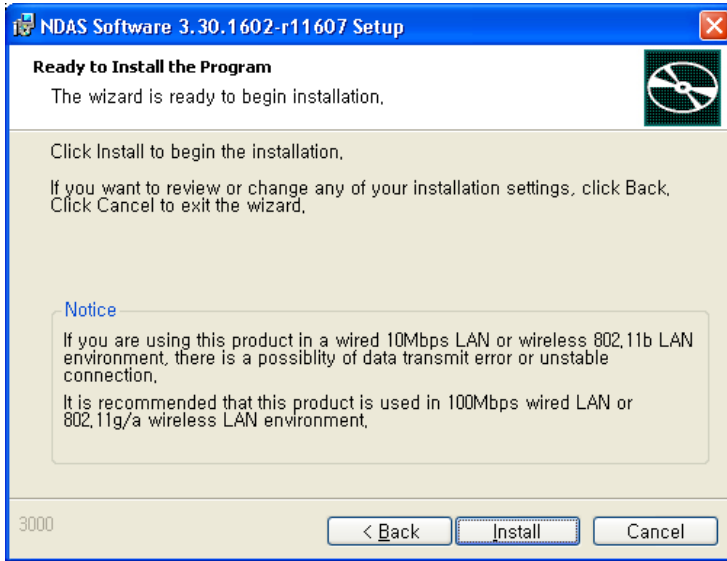 NDAS Software 3.30.1602-r11607 Setup
Ready to Install the Program
The wizard is ready to begin installation.
Click Install to begin the installation.
If you want to review or change any of your installation settings, click Back.
Click Cancel to exit the wizard.
Notice
If you are using this product in a wired 10Mbps LAN or wireless 802.11b LAN
environment, there is a possiblity of data transmit error or unstable
connection.
It is recommended that this product is used in 100Mbps wired LAN or
802.11g/a wireless LAN environment.
3000
< Back
Install
Cancel